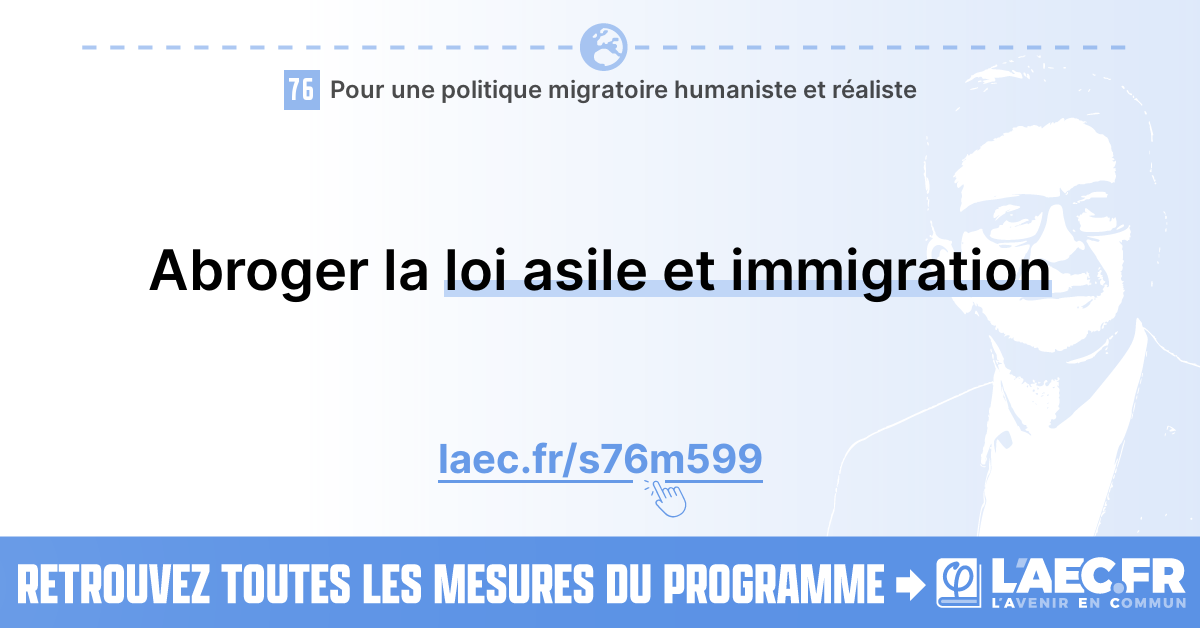 76 Pour une politique migratoire humaniste et réaliste
Abroger la loi asile et immigration
laec.fr/s76m599
RETROUVEZ TOUTES LES MESURES DU PROGRAMME
φ L'AEC.FR
L'AVENIR EN COMMUN